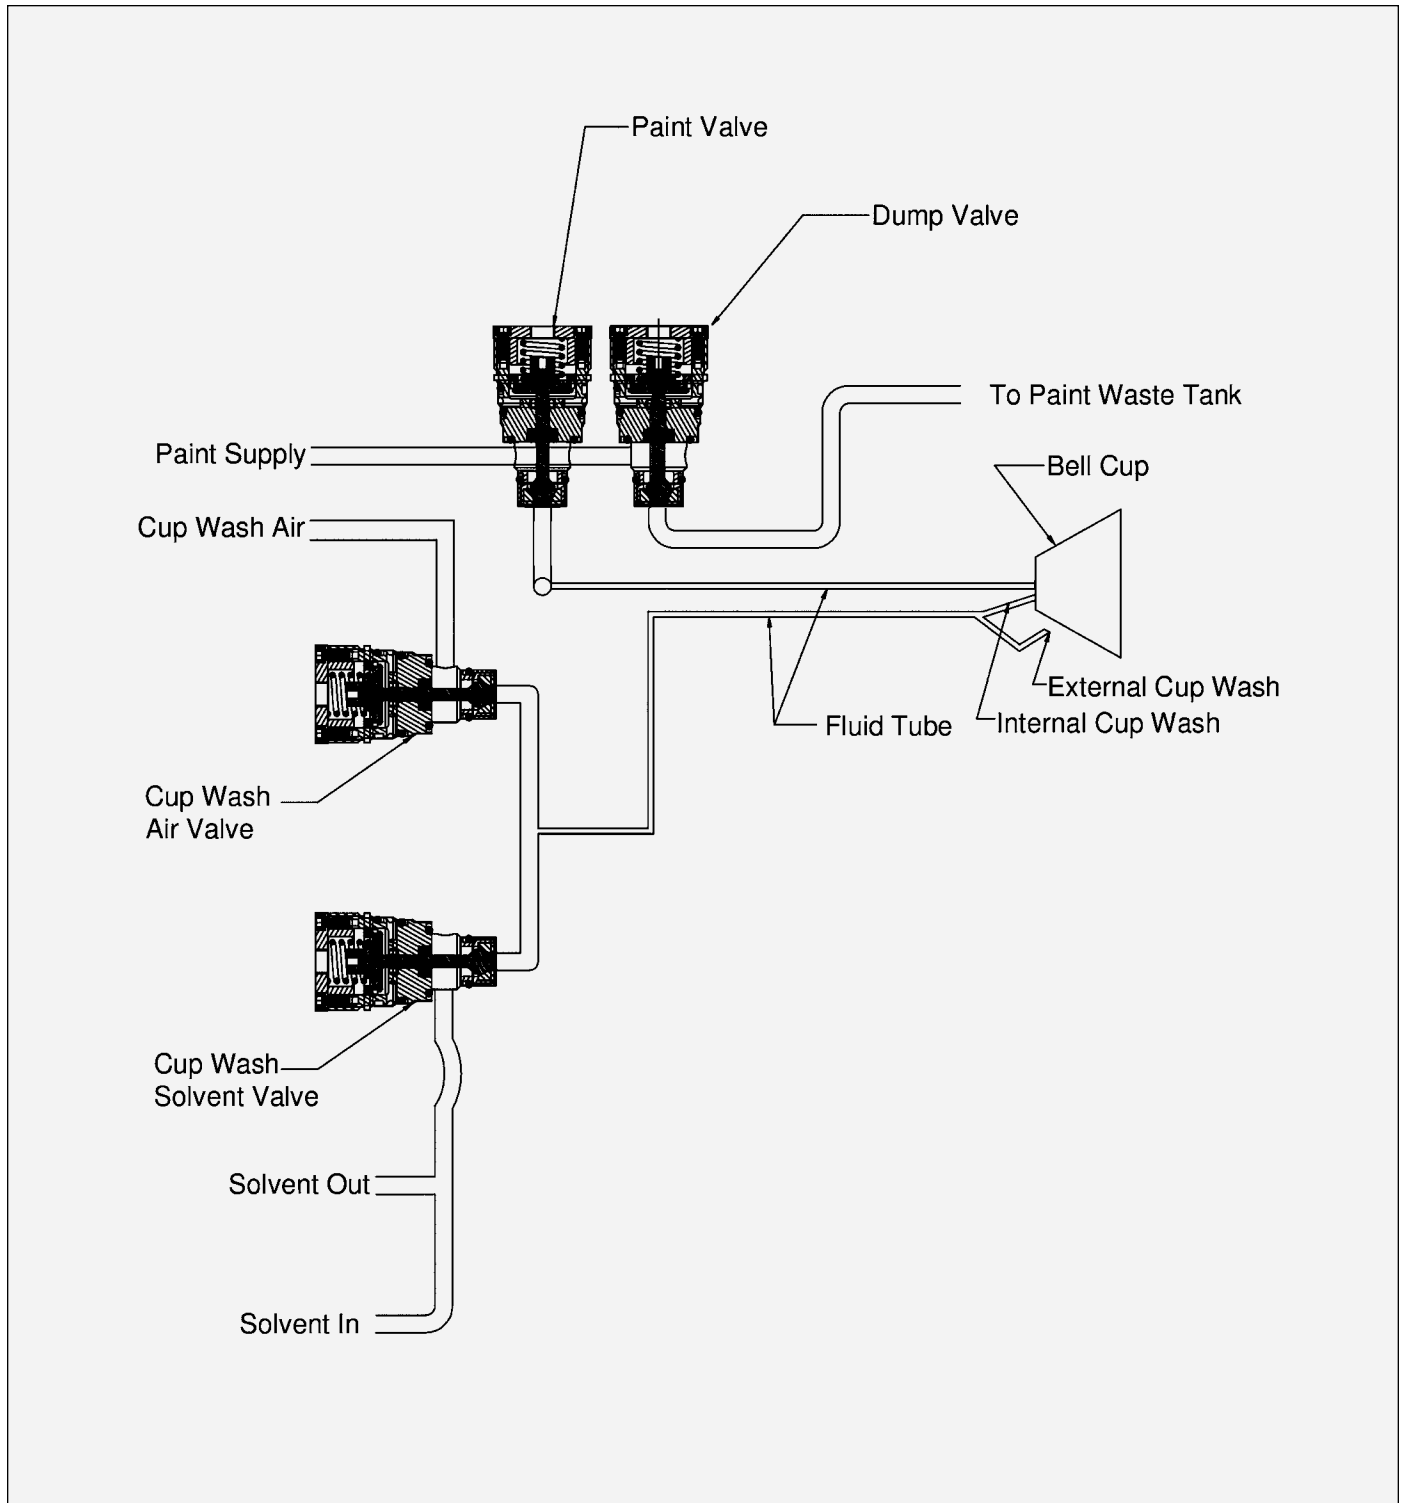 Paint Valve
Dump Valve
To Paint Waste Tank
Paint Supply
Bell Cup
Cup Wash Air
External Cup Wash
Internal Cup Wash
Fluid Tube
Cup Wash
Air Valve
Cup Wash
Solvent Valve
Solvent Out
Solvent In